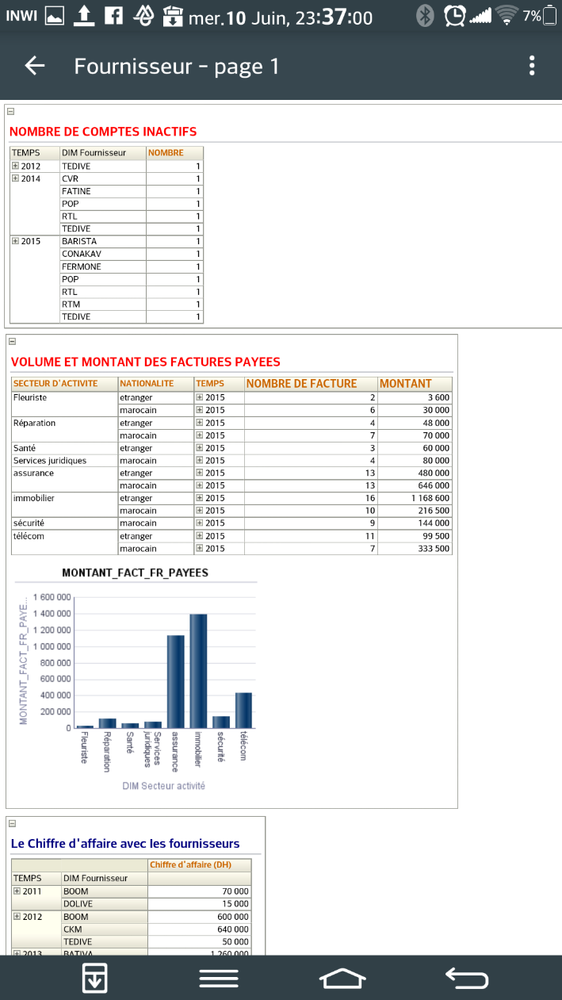 INWI mer.10 Juin, 23:37:00 7%
Fournisseur - page 1
NOMBRE DE COMPTES INACTIFS
TEMPS DIM Fournisseur NOMBRE
2012 TEDIVE 1
2014 CVR 1
FATINE 1
POP 1
RTL 1
TEDIVE 1
2015 BARISTA 1
CONAKAV 1
FERMONE 1
POP 1
RTL 1
RTM 1
TEDIVE 1
VOLUME ET MONTANT DES FACTURES PAYEES
SECTEUR D'ACTIVITE NATIONALITE TEMPS NOMBRE DE FACTURE MONTANT
Fleuriste etranger 2015 2 3 600
marocain 2015 6 30 000
Réparation etranger 2015 4 48 000
marocain 2015 7 70 000
Santé etranger 2015 3 60 000
Services juridiques marocain 2015 4 80 000
assurance etranger 2015 13 480 000
marocain 2015 13 646 000
immobilier etranger 2015 16 1 168 600
marocain 2015 10 216 500
sécurité marocain 2015 9 144 000
télécom etranger 2015 11 99 500
marocain 2015 7 333 500
MONTANT_FACT_FR_PAYEES
MONTANT_FACT_FR_PAYE...
1 600 000
1 400 000
1 200 000
1 000 000
800 000
600 000
400 000
200 000
0
Fleuriste
Réparation
Santé
Services
juridiques
assurance
immobilier
sécurité
télécom
DIM Secteur activité
Le Chiffre d'affaire avec les fournisseurs
Chiffre d'affaire (DH)
TEMPS DIM Fournisseur
2011 BOOM 70 000
DOLIVE 15 000
2012 BOOM 600 000
CKM 640 000
TEDIVE 50 000
2013 BATIVA 1 260 000